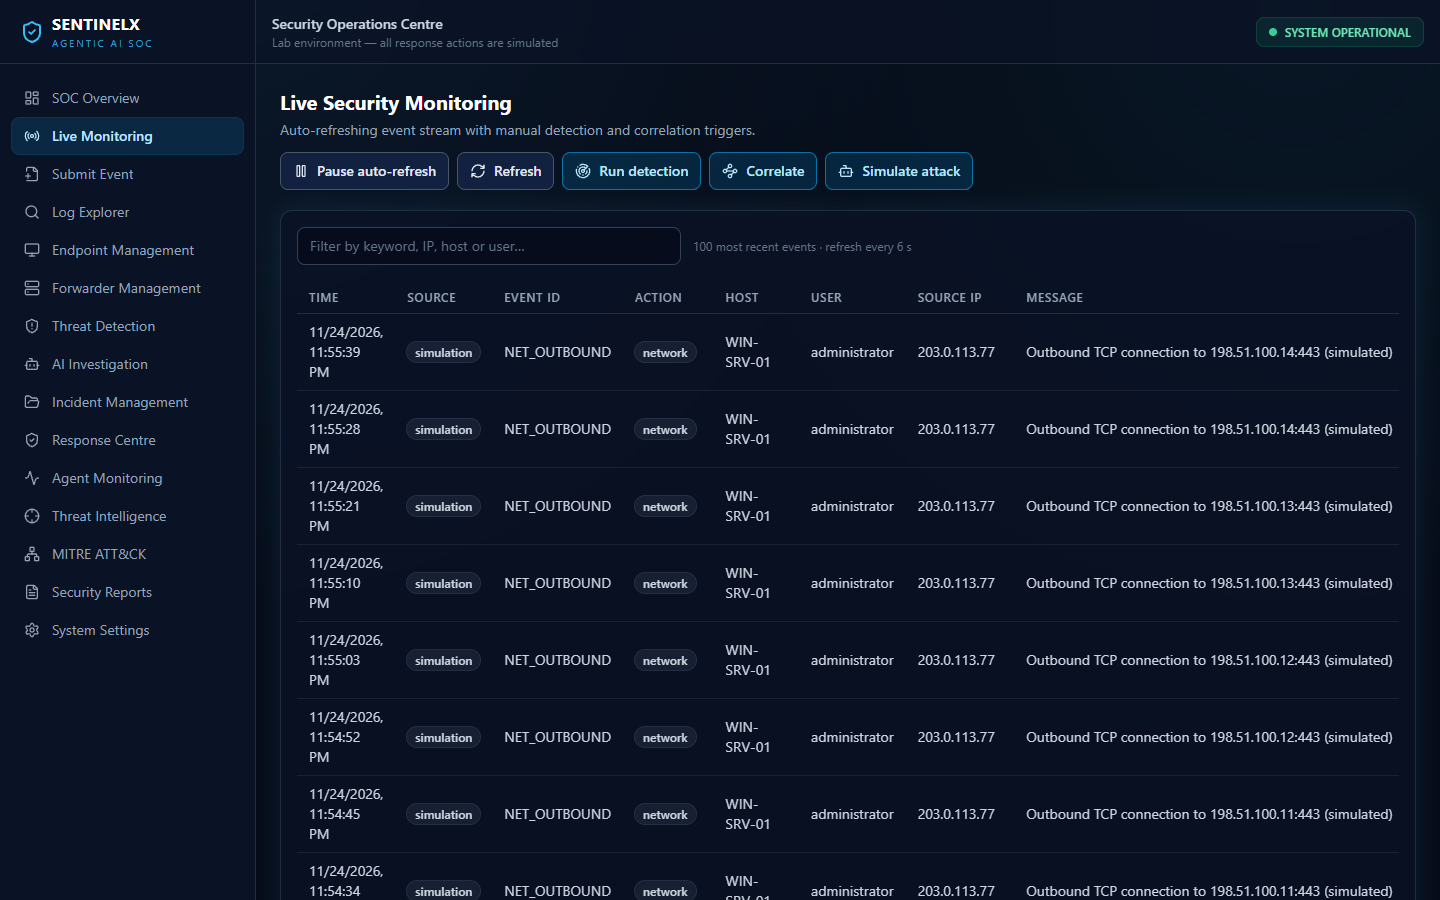 SENTINELX
AGENTIC AI SOC
Security Operations Centre
Lab environment — all response actions are simulated
SYSTEM OPERATIONAL
SOC Overview
Live Monitoring
Submit Event
Log Explorer
Endpoint Management
Forwarder Management
Threat Detection
AI Investigation
Incident Management
Response Centre
Agent Monitoring
Threat Intelligence
MITRE ATT&CK
Security Reports
System Settings
Live Security Monitoring
Auto-refreshing event stream with manual detection and correlation triggers.
Pause auto-refresh Refresh Run detection Correlate Simulate attack
Filter by keyword, IP, host or user... 100 most recent events · refresh every 6 s
TIME SOURCE EVENT ID ACTION HOST USER SOURCE IP MESSAGE
11/24/2026, 11:55:39 PM simulation NET_OUTBOUND network WIN-SRV-01 administrator 203.0.113.77 Outbound TCP connection to 198.51.100.14:443 (simulated)
11/24/2026, 11:55:28 PM simulation NET_OUTBOUND network WIN-SRV-01 administrator 203.0.113.77 Outbound TCP connection to 198.51.100.14:443 (simulated)
11/24/2026, 11:55:21 PM simulation NET_OUTBOUND network WIN-SRV-01 administrator 203.0.113.77 Outbound TCP connection to 198.51.100.13:443 (simulated)
11/24/2026, 11:55:10 PM simulation NET_OUTBOUND network WIN-SRV-01 administrator 203.0.113.77 Outbound TCP connection to 198.51.100.13:443 (simulated)
11/24/2026, 11:55:03 PM simulation NET_OUTBOUND network WIN-SRV-01 administrator 203.0.113.77 Outbound TCP connection to 198.51.100.12:443 (simulated)
11/24/2026, 11:54:52 PM simulation NET_OUTBOUND network WIN-SRV-01 administrator 203.0.113.77 Outbound TCP connection to 198.51.100.12:443 (simulated)
11/24/2026, 11:54:45 PM simulation NET_OUTBOUND network WIN-SRV-01 administrator 203.0.113.77 Outbound TCP connection to 198.51.100.11:443 (simulated)
11/24/2026, 11:54:34 simulation NET_OUTBOUND network WIN-SRV-01 administrator 203.0.113.77 Outbound TCP connection to 198.51.100.11:443 (simulated)